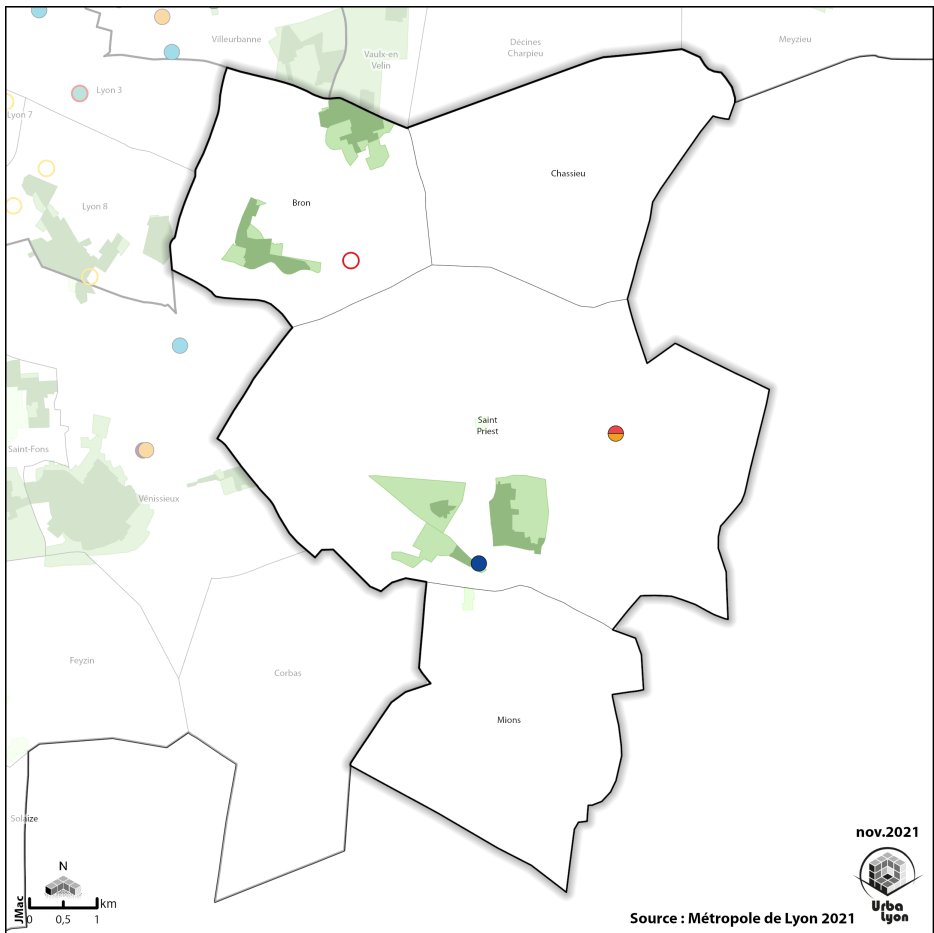 Villeurbanne
Vaulx-en
Velin
Décines
Charpieu
Meyzieu
Lyon 3
Lyon 7
Chassieu
Bron
Lyon 8
Saint
Priest
Saint-Fons
Vénissieux
Feyzin
Corbas
Mions
Solaize
nov.2021
N
JMac
0 0,5 1 km
Urba
Lyon
Source : Métropole de Lyon 2021